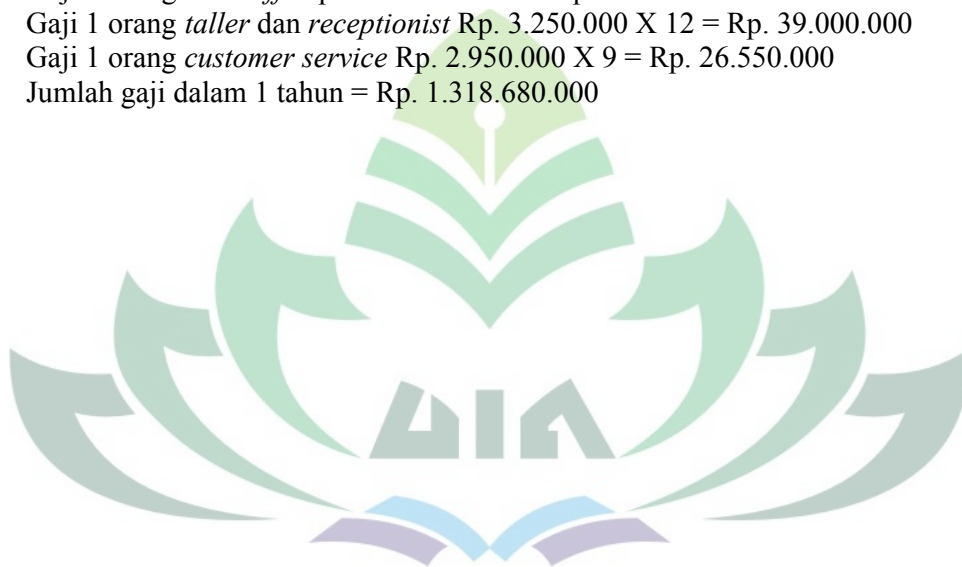 Gaji 1 orang taller dan receptionist Rp. 3.250.000 X 12 = Rp. 39.000.000
Gaji 1 orang customer service Rp. 2.950.000 X 9 = Rp. 26.550.000
Jumlah gaji dalam 1 tahun = Rp. 1.318.680.000
UIN